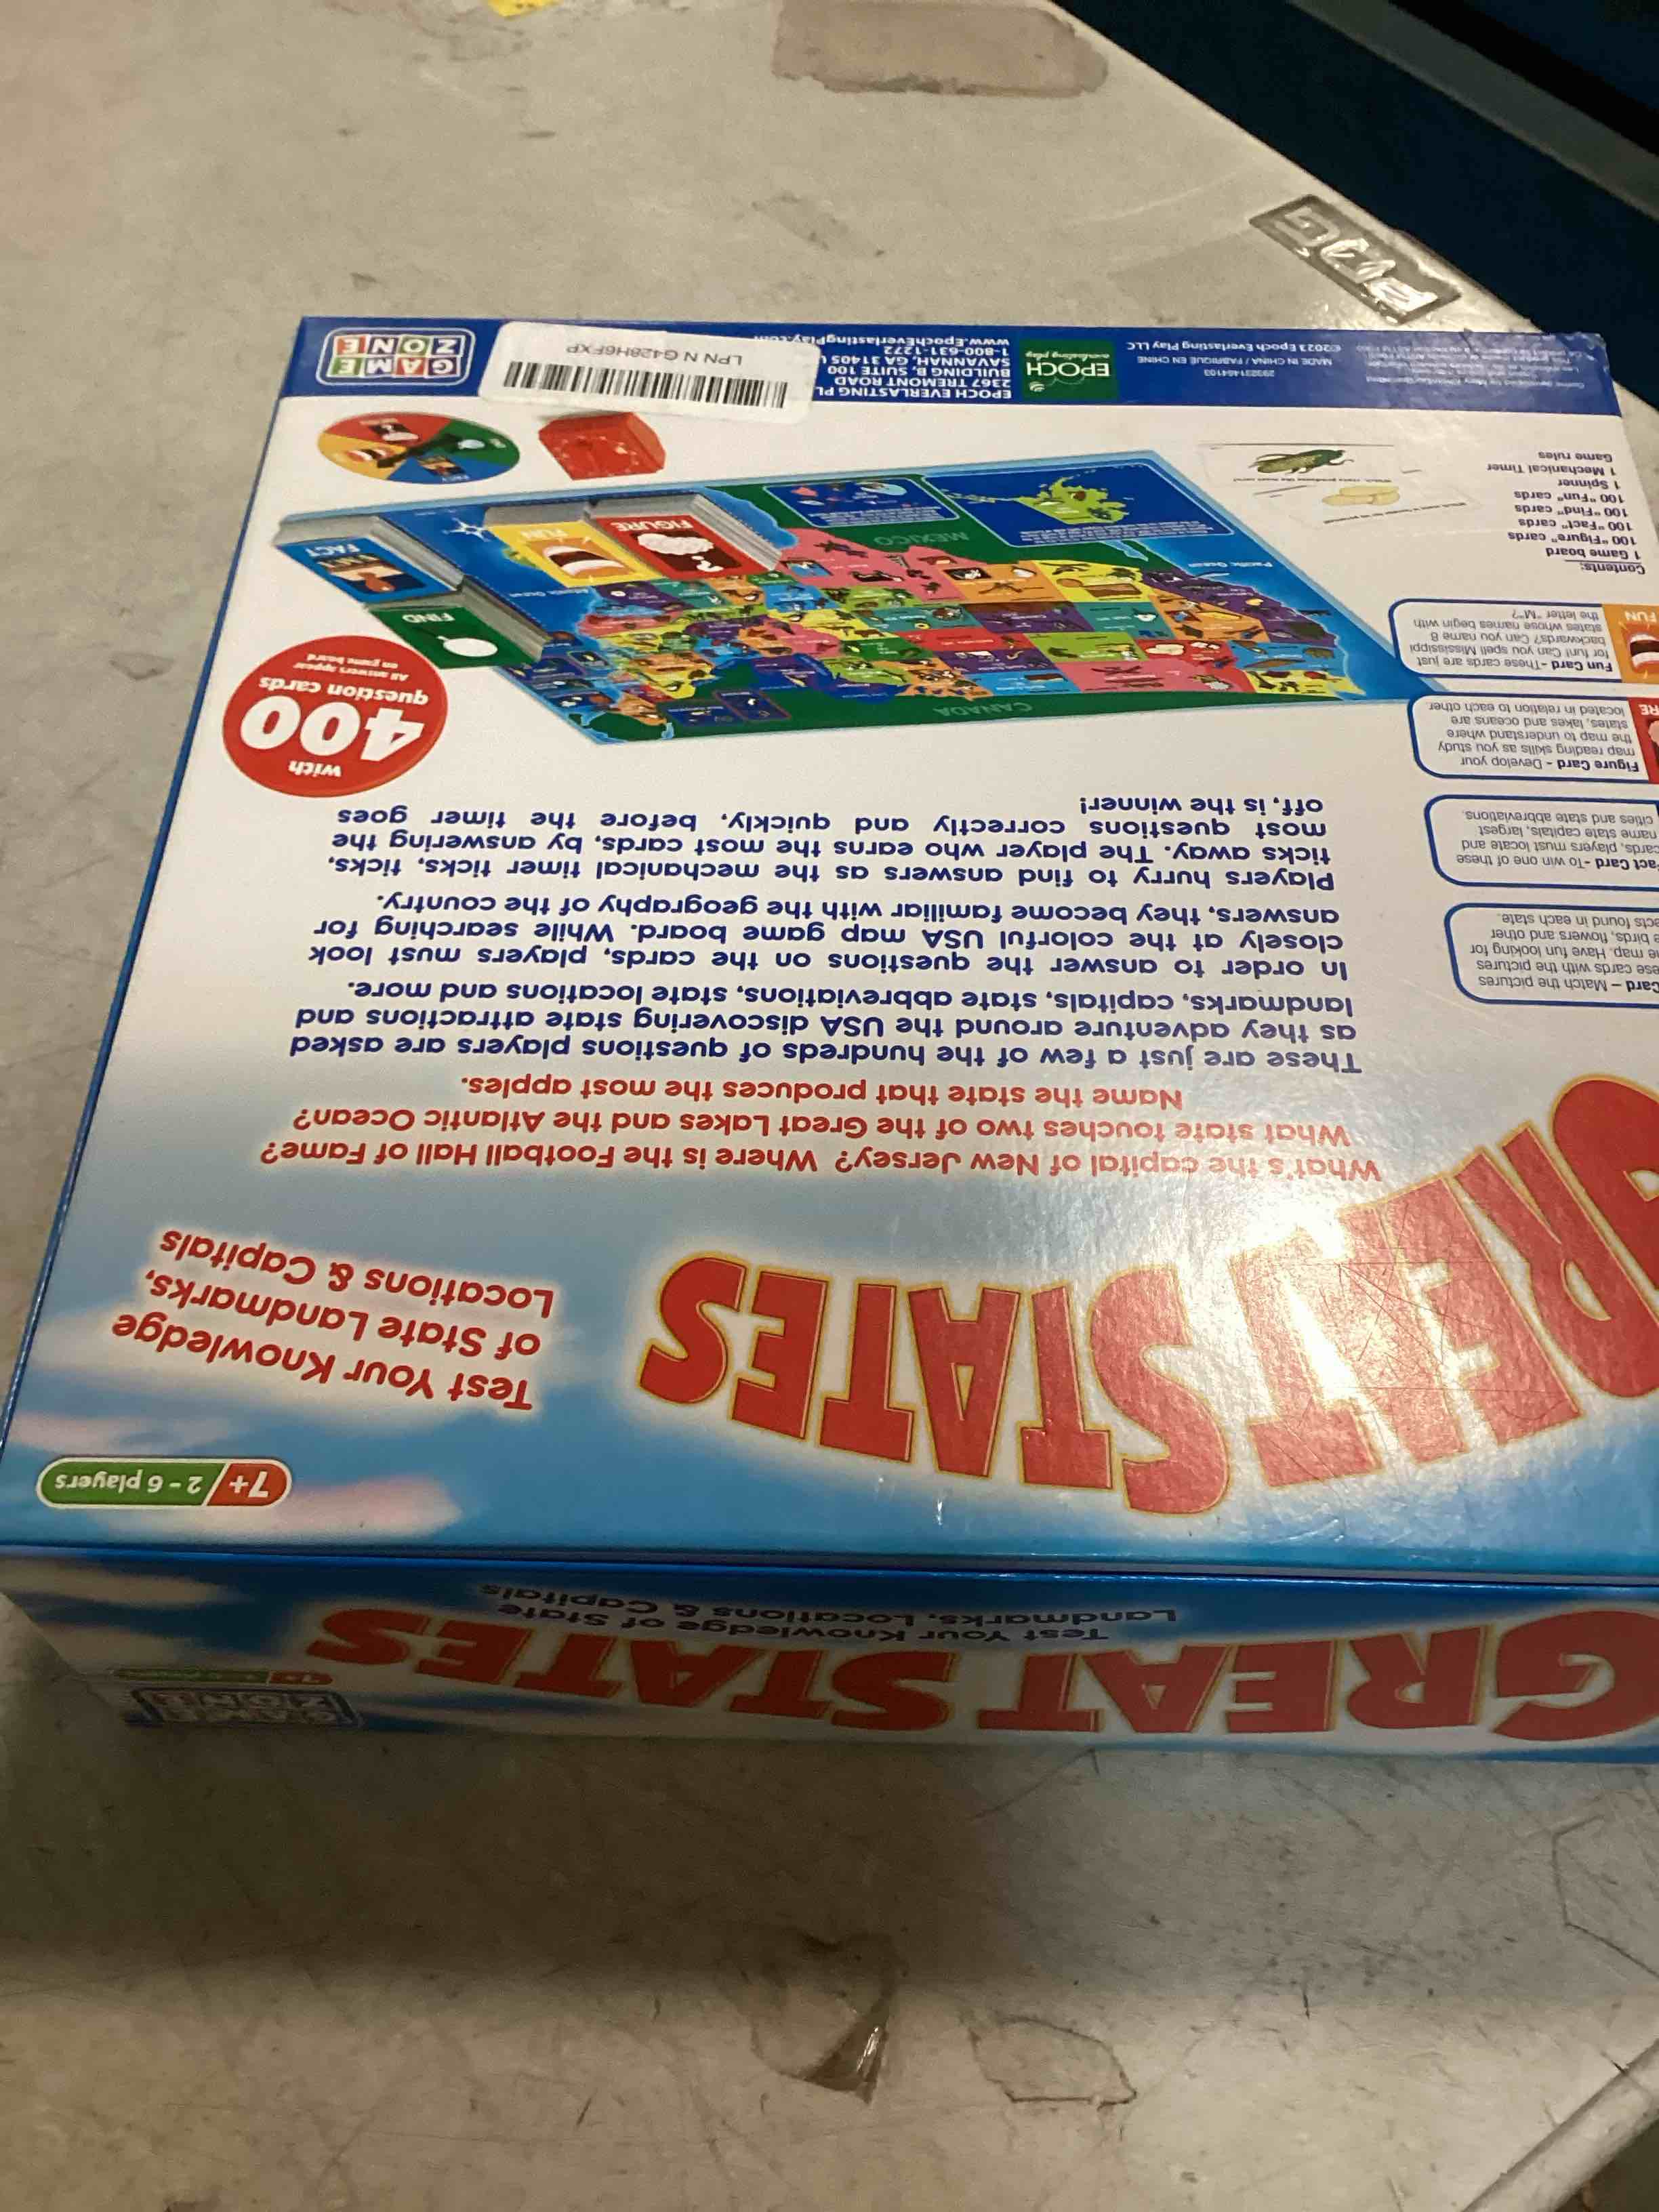 GREAT STATES
Test Your Knowledge of State
Landmarks, Locations & Capitals
GAME
ZONE
7+
GREAT STATES
7+ / 2 - 6 players
Test Your Knowledge
of State Landmarks,
Locations & Capitals
What's the capital of New Jersey? Where is the Football Hall of Fame?
What state touches two of the Great Lakes and the Atlantic Ocean?
Name the state that produces the most apples.
These are just a few of the hundreds of questions players are asked
as they adventure around the USA discovering state attractions and
landmarks, capitals, state abbreviations, state locations and more.
In order to answer the questions on the cards, players must look
closely at the colorful USA map game board. While searching for
answers, they become familiar with the geography of the country.
Players hurry to find answers as the mechanical timer ticks, ticks,
ticks away. The player who earns the most cards, by answering the
most questions correctly and quickly, before the timer goes
off, is the winner!
Card – Match the pictures
cards with the pictures
map. Have fun looking for
birds, flowers and other
found in each state.
Fact Card -To win one of these
cards, players must locate and
name state capitals, largest
cities and state abbreviations.
Figure Card - Develop your
map reading skills as you study
the map to understand where
states, lakes and oceans are
located in relation to each other
FUN
Fun Card -These cards are just
for fun! Can you spell Mississippi
backwards? Can you name 8
states whose names begin with
the letter "M"?
with
400
question cards
All answers appear
on game board
CANADA
MEXICO
Pacific Ocean
Atlantic Ocean
FIND
FACT
FUN
FIGURE
Contents:
1 Game board
100 "Figure" cards
100 "Fact" cards
100 "Find" cards
100 "Fun" cards
1 Spinner
1 Mechanical Timer
Game rules
293221464103
MADE IN CHINA / FABRIQUÉ EN CHINE
©2023 Epoch Everlasting Play LLC
EPOCH
everlasting play
EPOCH EVERLASTING PL
2367 TREMONT ROAD
BUILDING B, SUITE 100
SAVANNAH, GA 31405
1-800-631-1272
www.EpochEverlastingPlay.com
LPN N G428H6FXP
GAME
ZONE